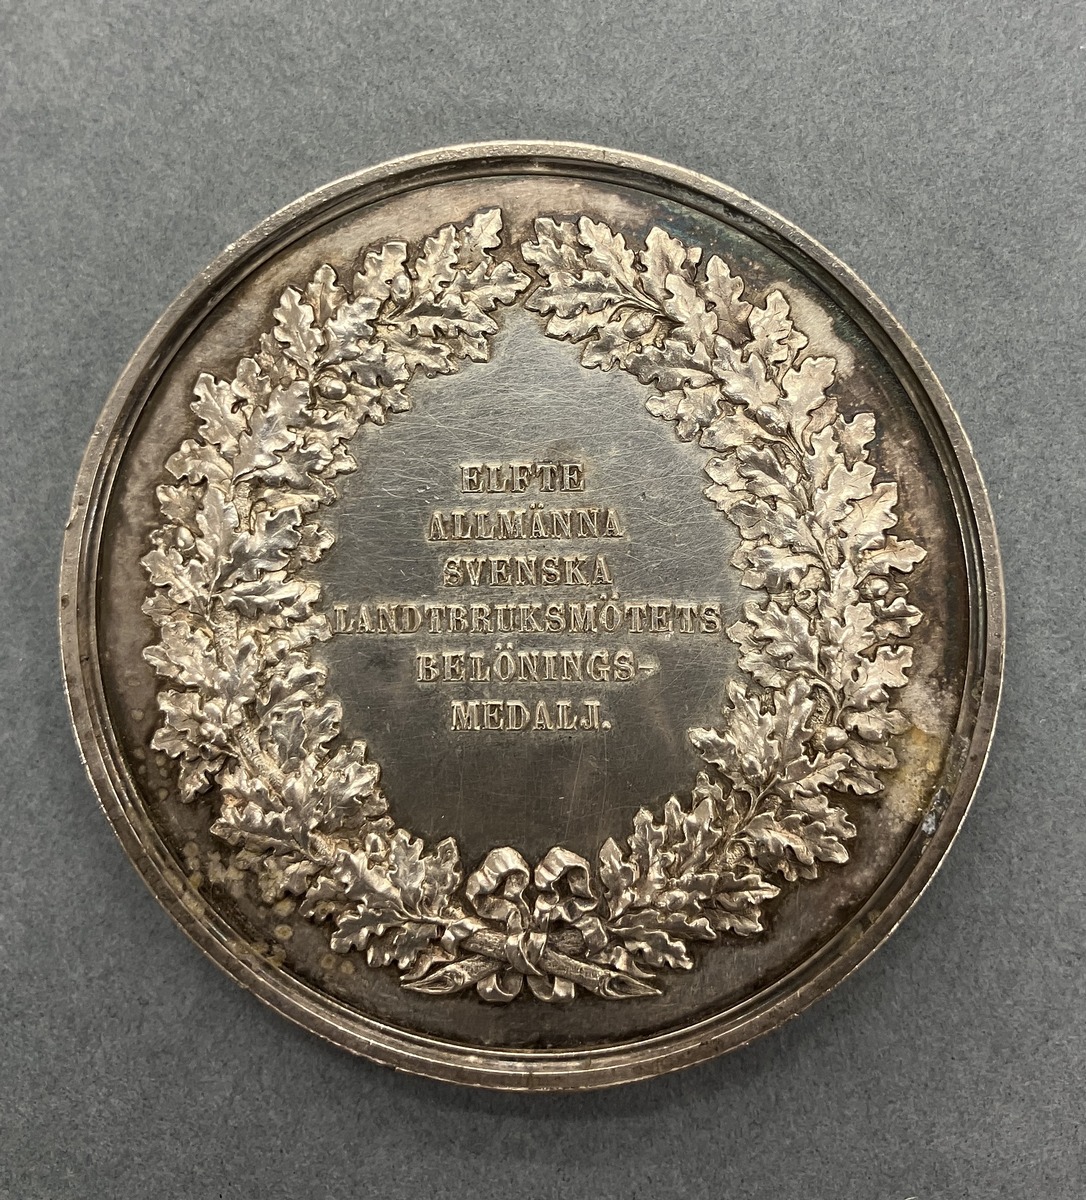 ELFTE
ALLMÄNNA
SVENSKA
LANDTBRUKSMÖTETS
BELÖNINGS-
MEDALJ.